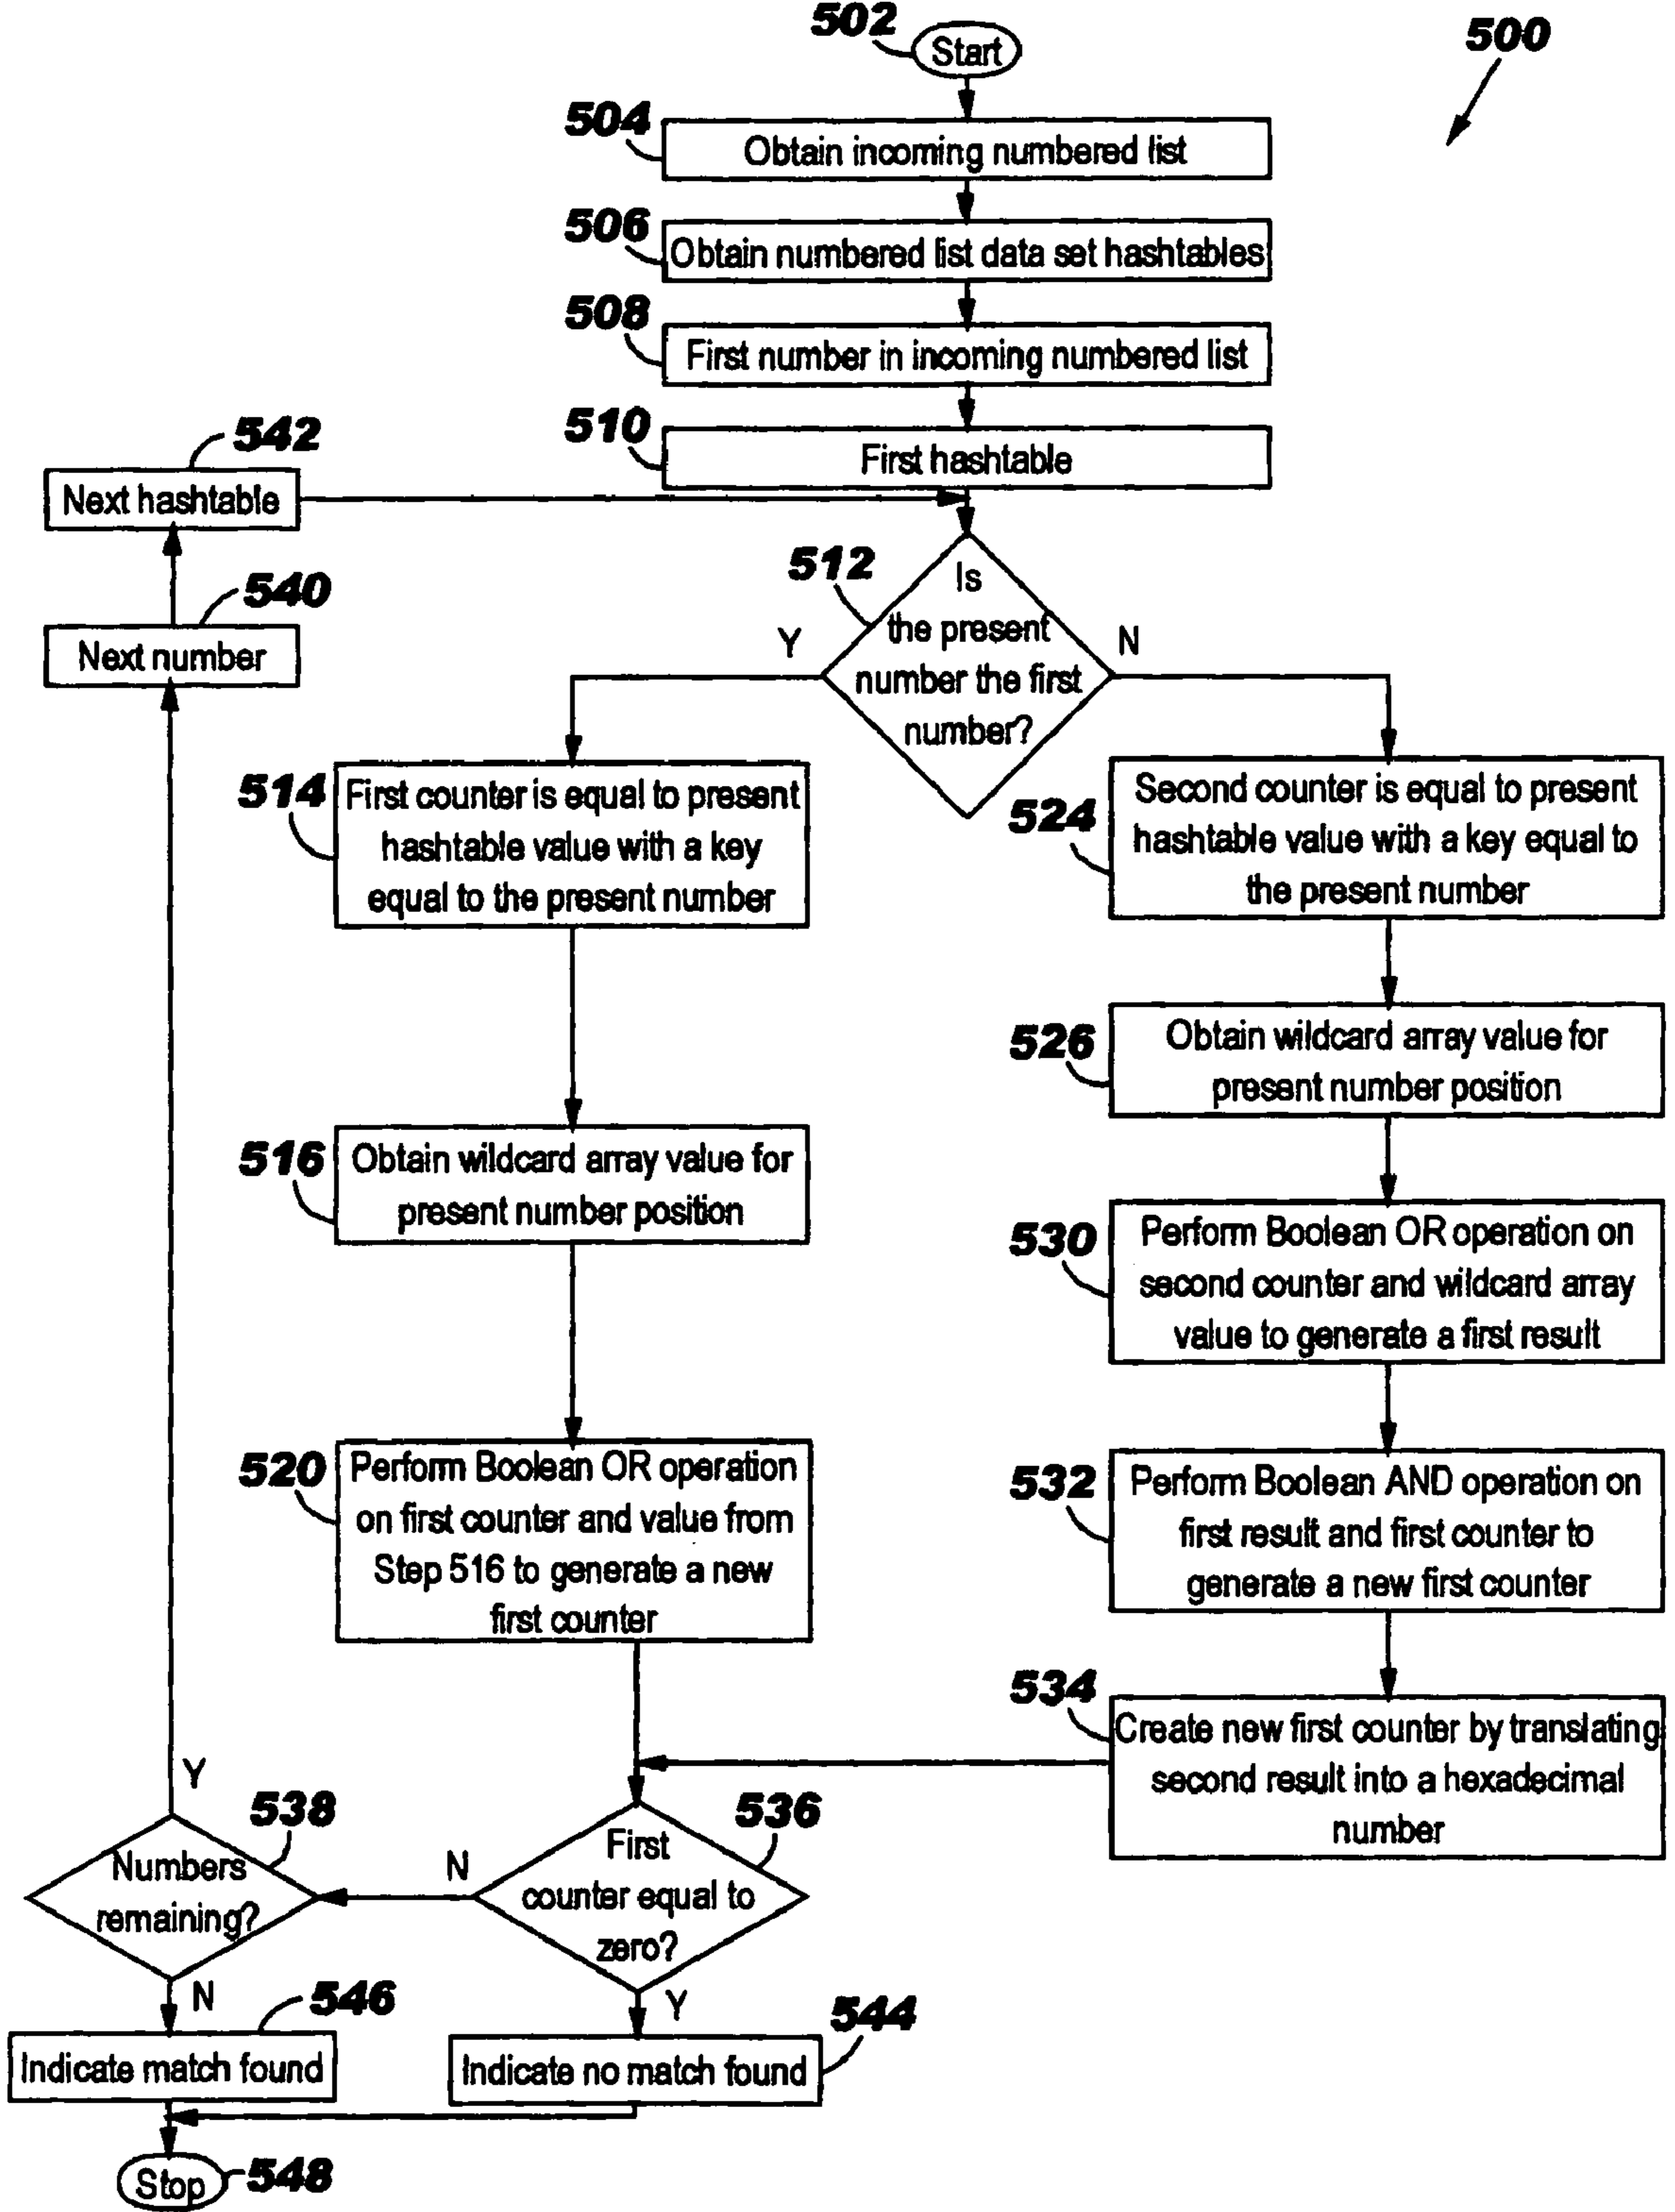 502
Start
500
504
Obtain incoming numbered list
506
Obtain numbered list data set hashtables
508
First number in incoming numbered list
510
First hashtable
542
Next hashtable
540
Next number
512
Is
the present
number the first
number?
Y
N
514
First counter is equal to present
hashtable value with a key
equal to the present number
524
Second counter is equal to present
hashtable value with a key equal to
the present number
516
Obtain wildcard array value for
present number position
526
Obtain wildcard array value for
present number position
530
Perform Boolean OR operation on
second counter and wildcard array
value to generate a first result
520
Perform Boolean OR operation
on first counter and value from
Step 516 to generate a new
first counter
532
Perform Boolean AND operation on
first result and first counter to
generate a new first counter
534
Create new first counter by translating
second result into a hexadecimal
number
Y
538
Numbers
remaining?
N
536
First
counter equal to
zero?
N
Y
546
Indicate match found
544
Indicate no match found
Stop
548